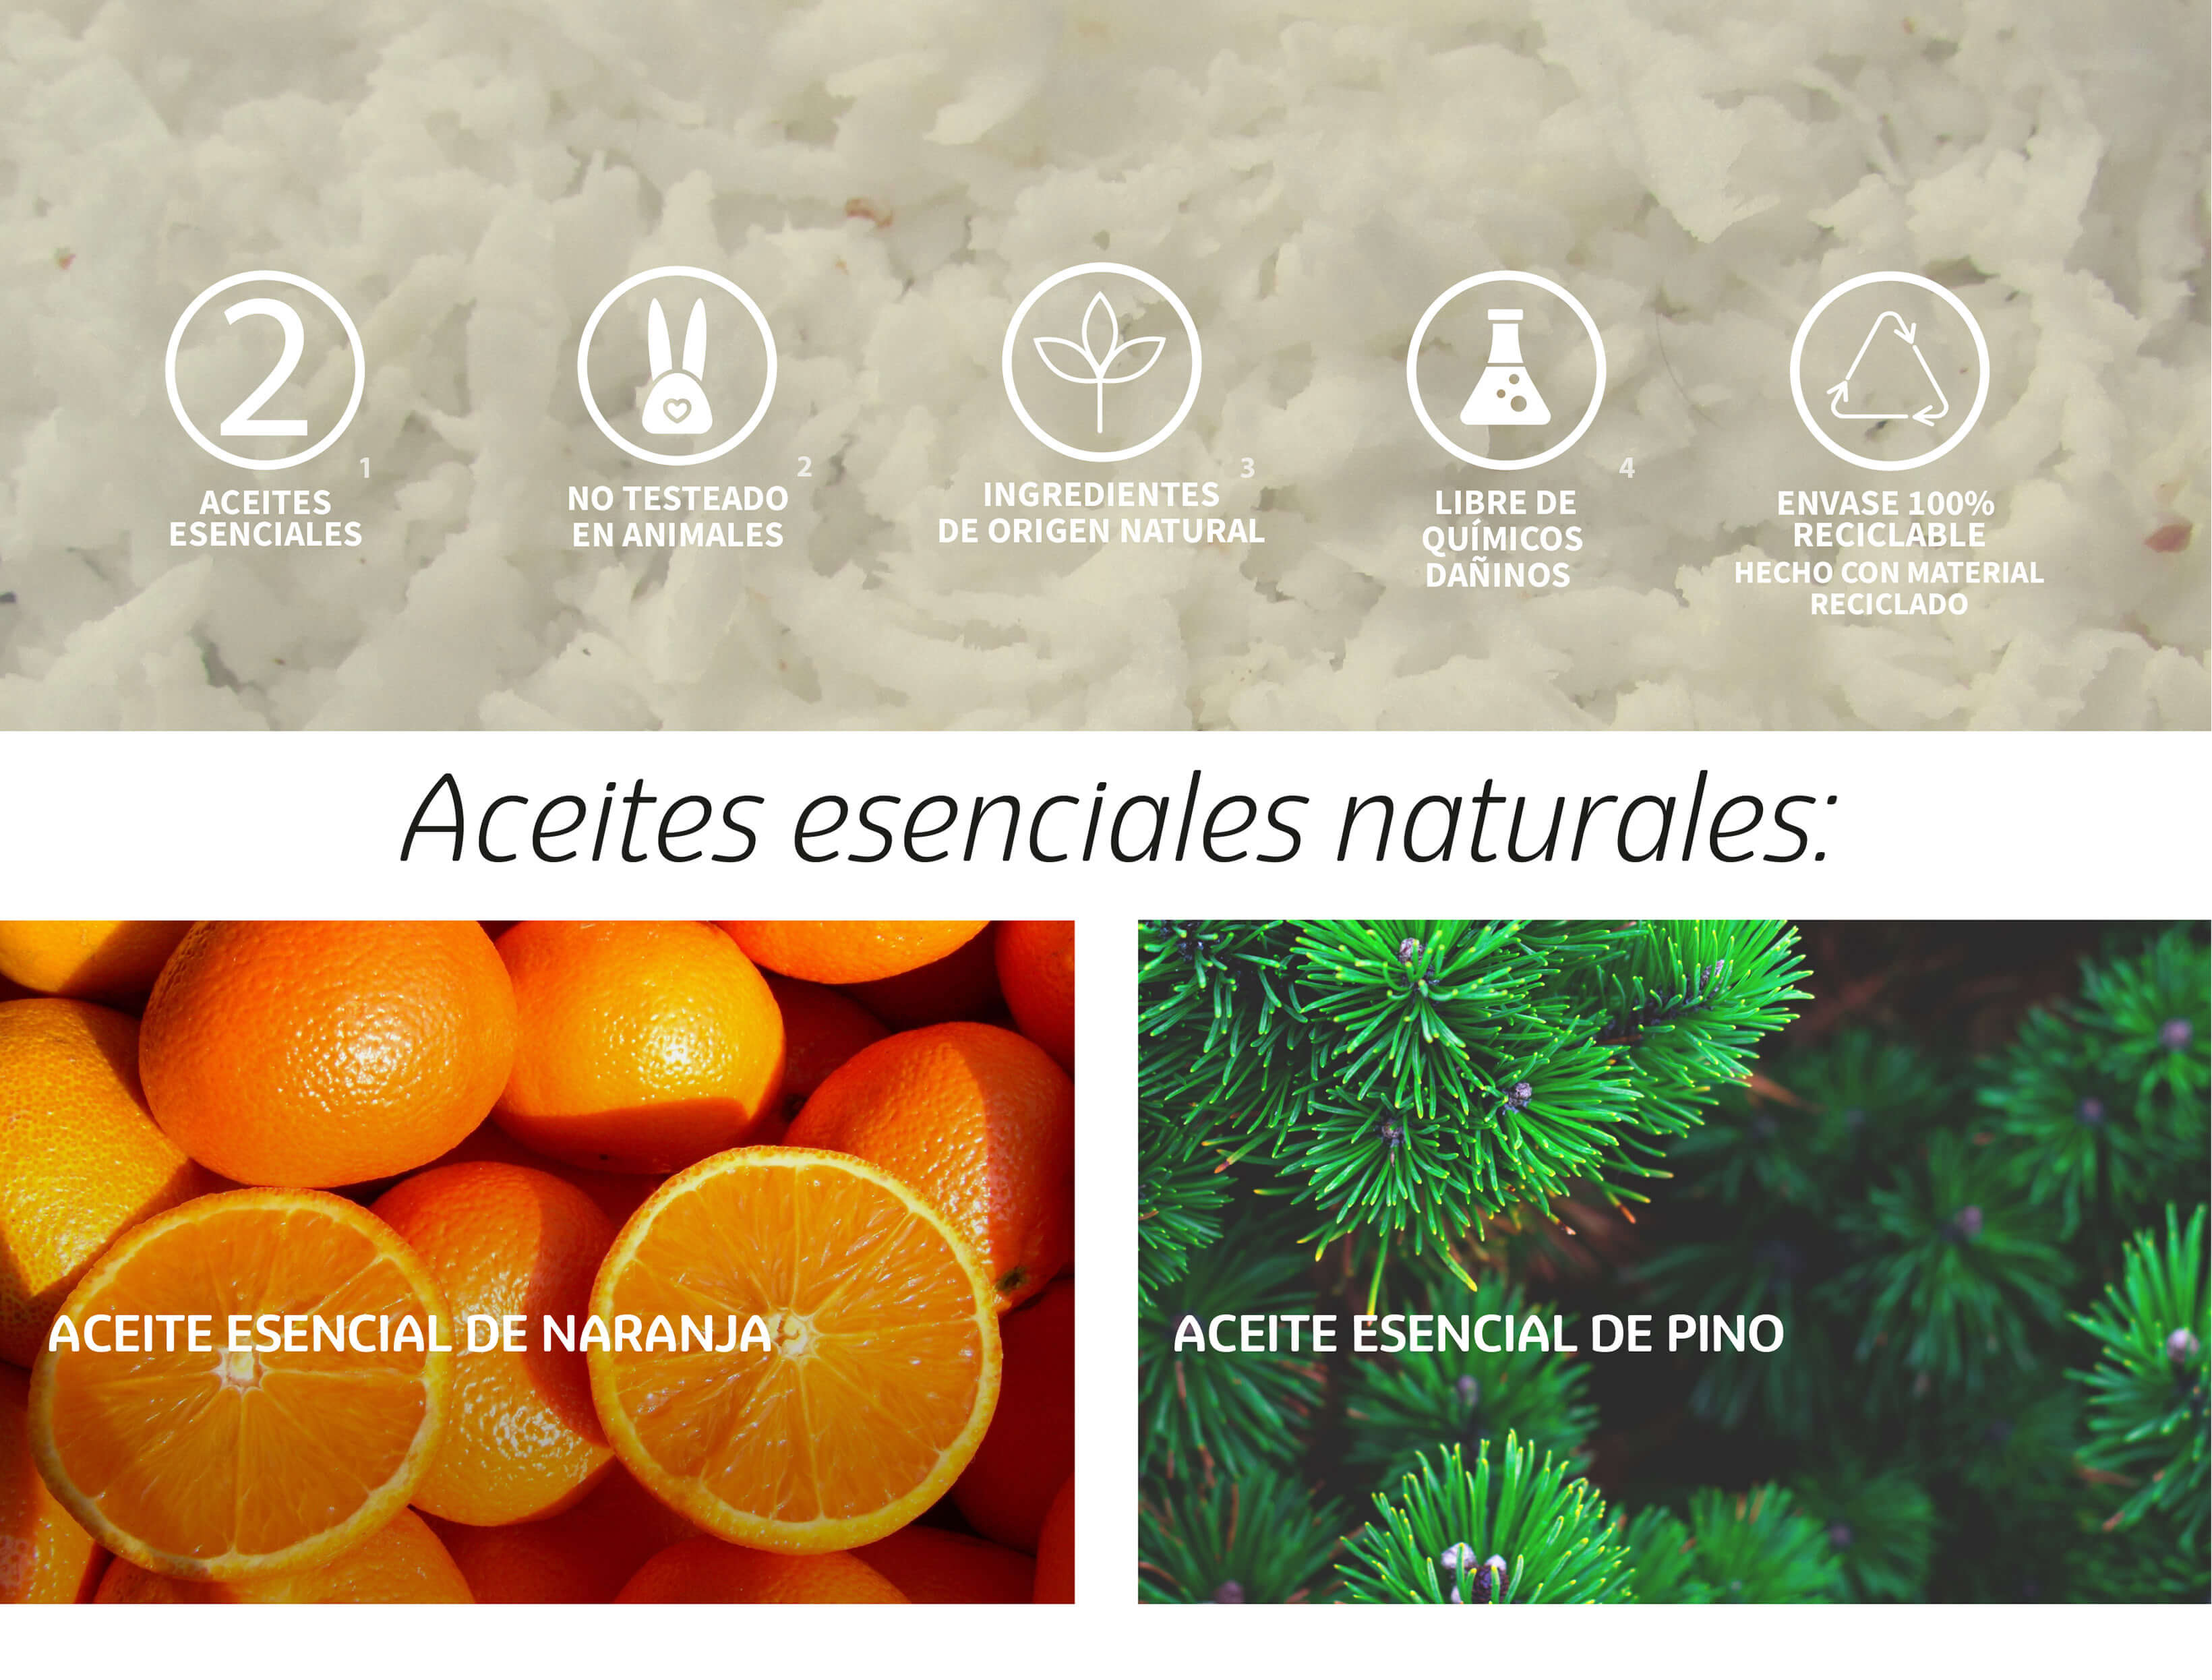 2
1
ACEITES
ESENCIALES
2
NO TESTEADO
EN ANIMALES
3
INGREDIENTES
DE ORIGEN NATURAL
4
LIBRE DE
QUÍMICOS
DAÑINOS
ENVASE 100%
RECICLABLE
HECHO CON MATERIAL
RECICLADO
Aceites esenciales naturales:
ACEITE ESENCIAL DE NARANJA
ACEITE ESENCIAL DE PINO